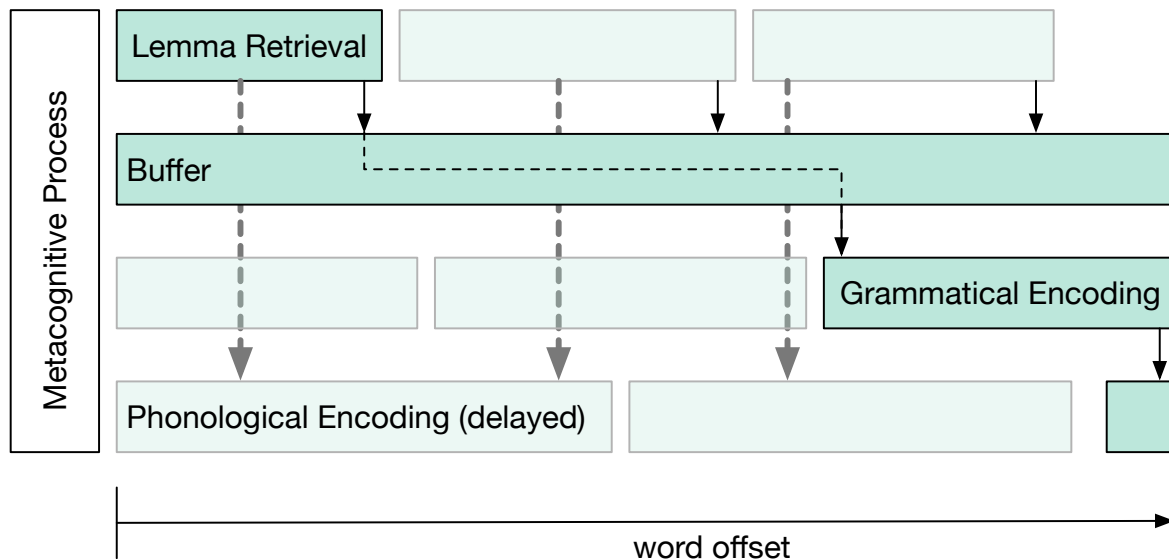 Metacognitive Process
Lemma Retrieval
Buffer
Grammatical Encoding
Phonological Encoding (delayed)
word offset